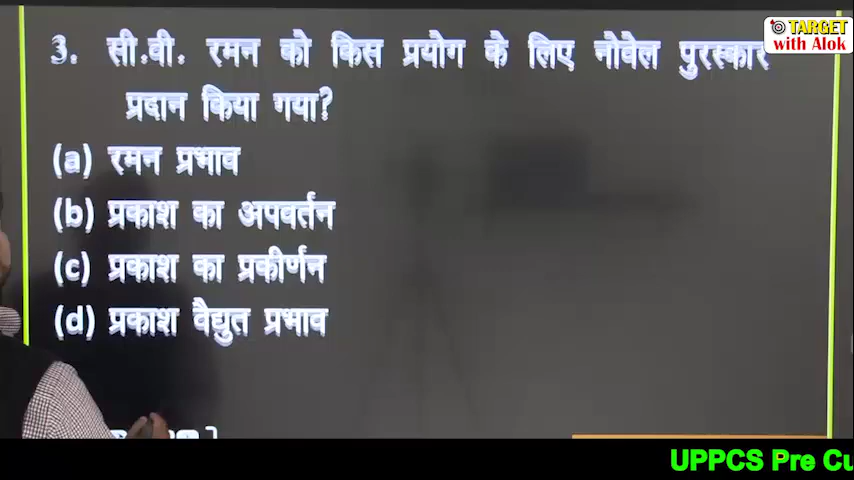 TARGET
with Alok
3. सी.वी. रमन को किस प्रयोग के लिए नोवेल पुरस्कार
प्रदान किया गया?
(a) रमन प्रभाव
(b) प्रकाश का अपवर्तन
(c) प्रकाश का प्रकीर्णन
(d) प्रकाश वैद्युत प्रभाव
UPPCS Pre Cu